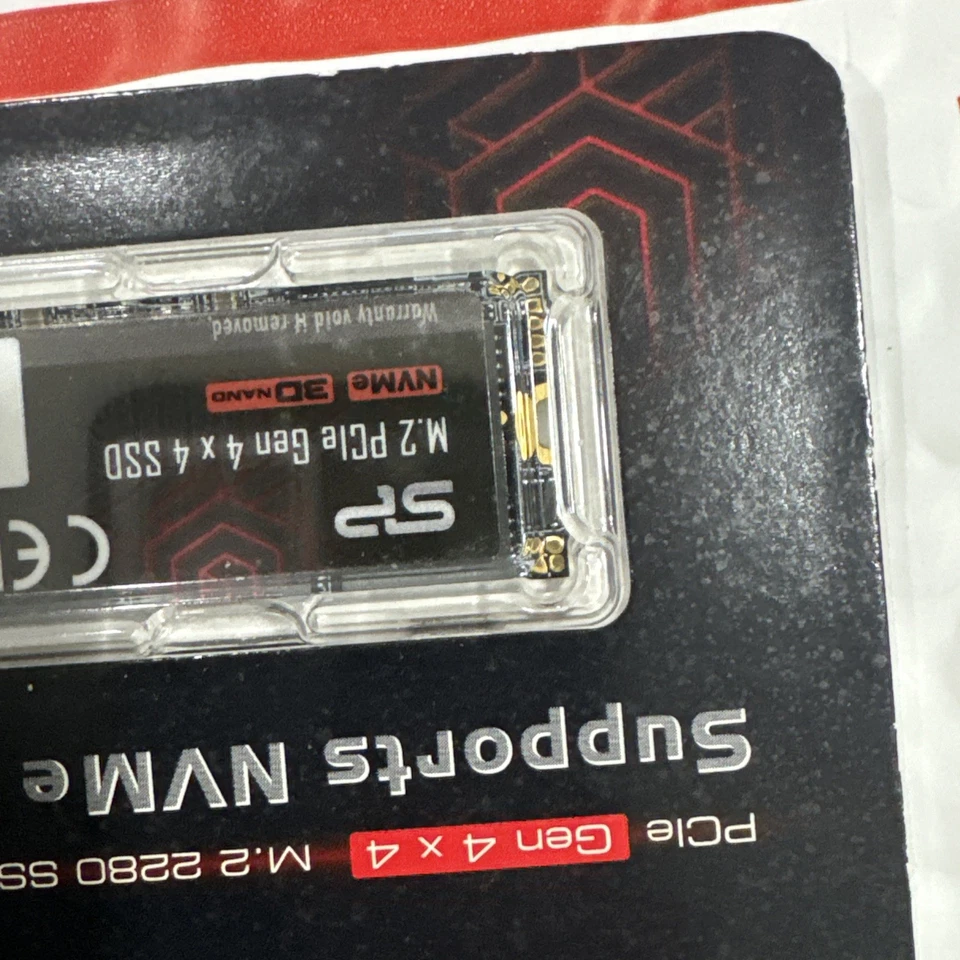 PCIe Gen 4 x 4 M.2 2280 SS
Supports NVMe
SP CE
M.2 PCIe Gen 4 x 4 SSD
NVMe 3D NAND
Warranty void if removed.